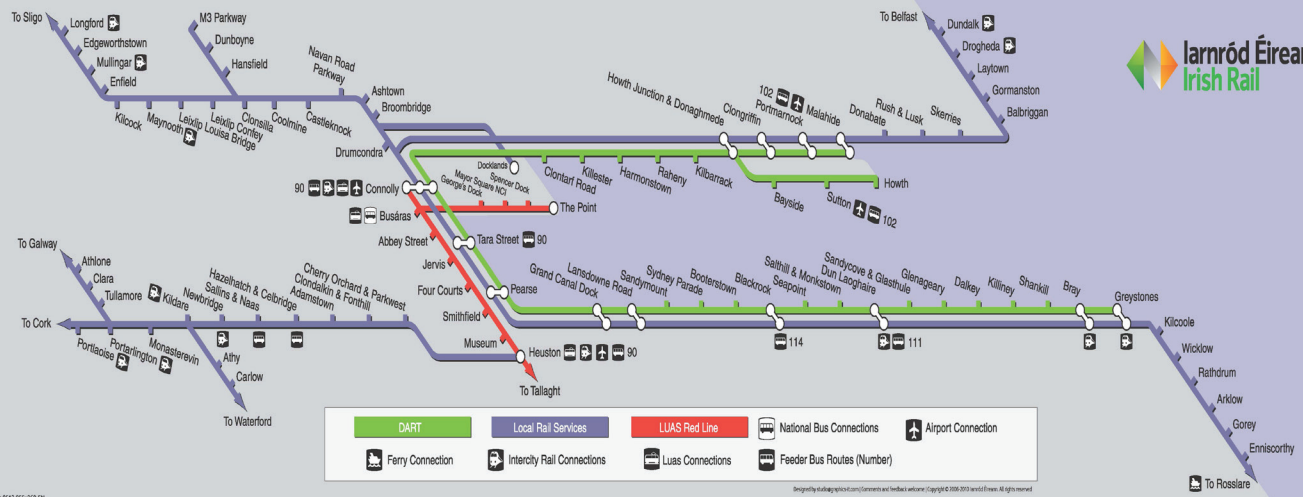 To Sligo
Longford
Edgeworthstown
Mullingar
Enfield
M3 Parkway
Dunboyne
Hansfield
Navan Road
Parkway
Ashtown
Broombridge
Kilcock
Maynooth
Leixlip
Louisa Bridge
Leixlip
Confey
Clonsilla
Coolmine
Castleknock
Drumcondra
Docklands
Spencer Dock
Mayor Square NCI
George's Dock
The Point
90
Connolly
Busáras
Abbey Street
Jervis
Four Courts
Smithfield
Museum
Heuston
90
To Tallaght
Tara Street
90
Pearse
Howth Junction & Donaghmede
Clongriffin
Portmarnock
102
Malahide
Donabate
Rush & Lusk
Skerries
To Belfast
Dundalk
Drogheda
Laytown
Gormanston
Balbriggan
Iarnród Éirean
Irish Rail
Clontarf Road
Killester
Harmonstown
Raheny
Kilbarrack
Bayside
Sutton
102
Howth
Grand Canal Dock
Lansdowne
Road
Sandymount
Sydney
Parade
Booterstown
Blackrock
Seapoint
Salthill & Monkstown
Dun Laoghaire
Sandycove & Glasthule
Glenageary
Dalkey
Killiney
Shankill
Bray
Greystones
114
111
Kilcoole
Wicklow
Rathdrum
Arklow
Gorey
Enniscorthy
To Rosslare
To Galway
Athlone
Clara
Tullamore
To Cork
Portlaoise
Portarlington
Monasterevin
Kildare
Newbridge
Sallins & Naas
Hazelhatch & Celbridge
Adamstown
Clondalkin & Fonthill
Cherry Orchard & Parkwest
Athy
Carlow
To Waterford
DART
Local Rail Services
LUAS Red Line
National Bus Connections
Airport Connection
Ferry Connection
Intercity Rail Connections
Luas Connections
Feeder Bus Routes (Number)